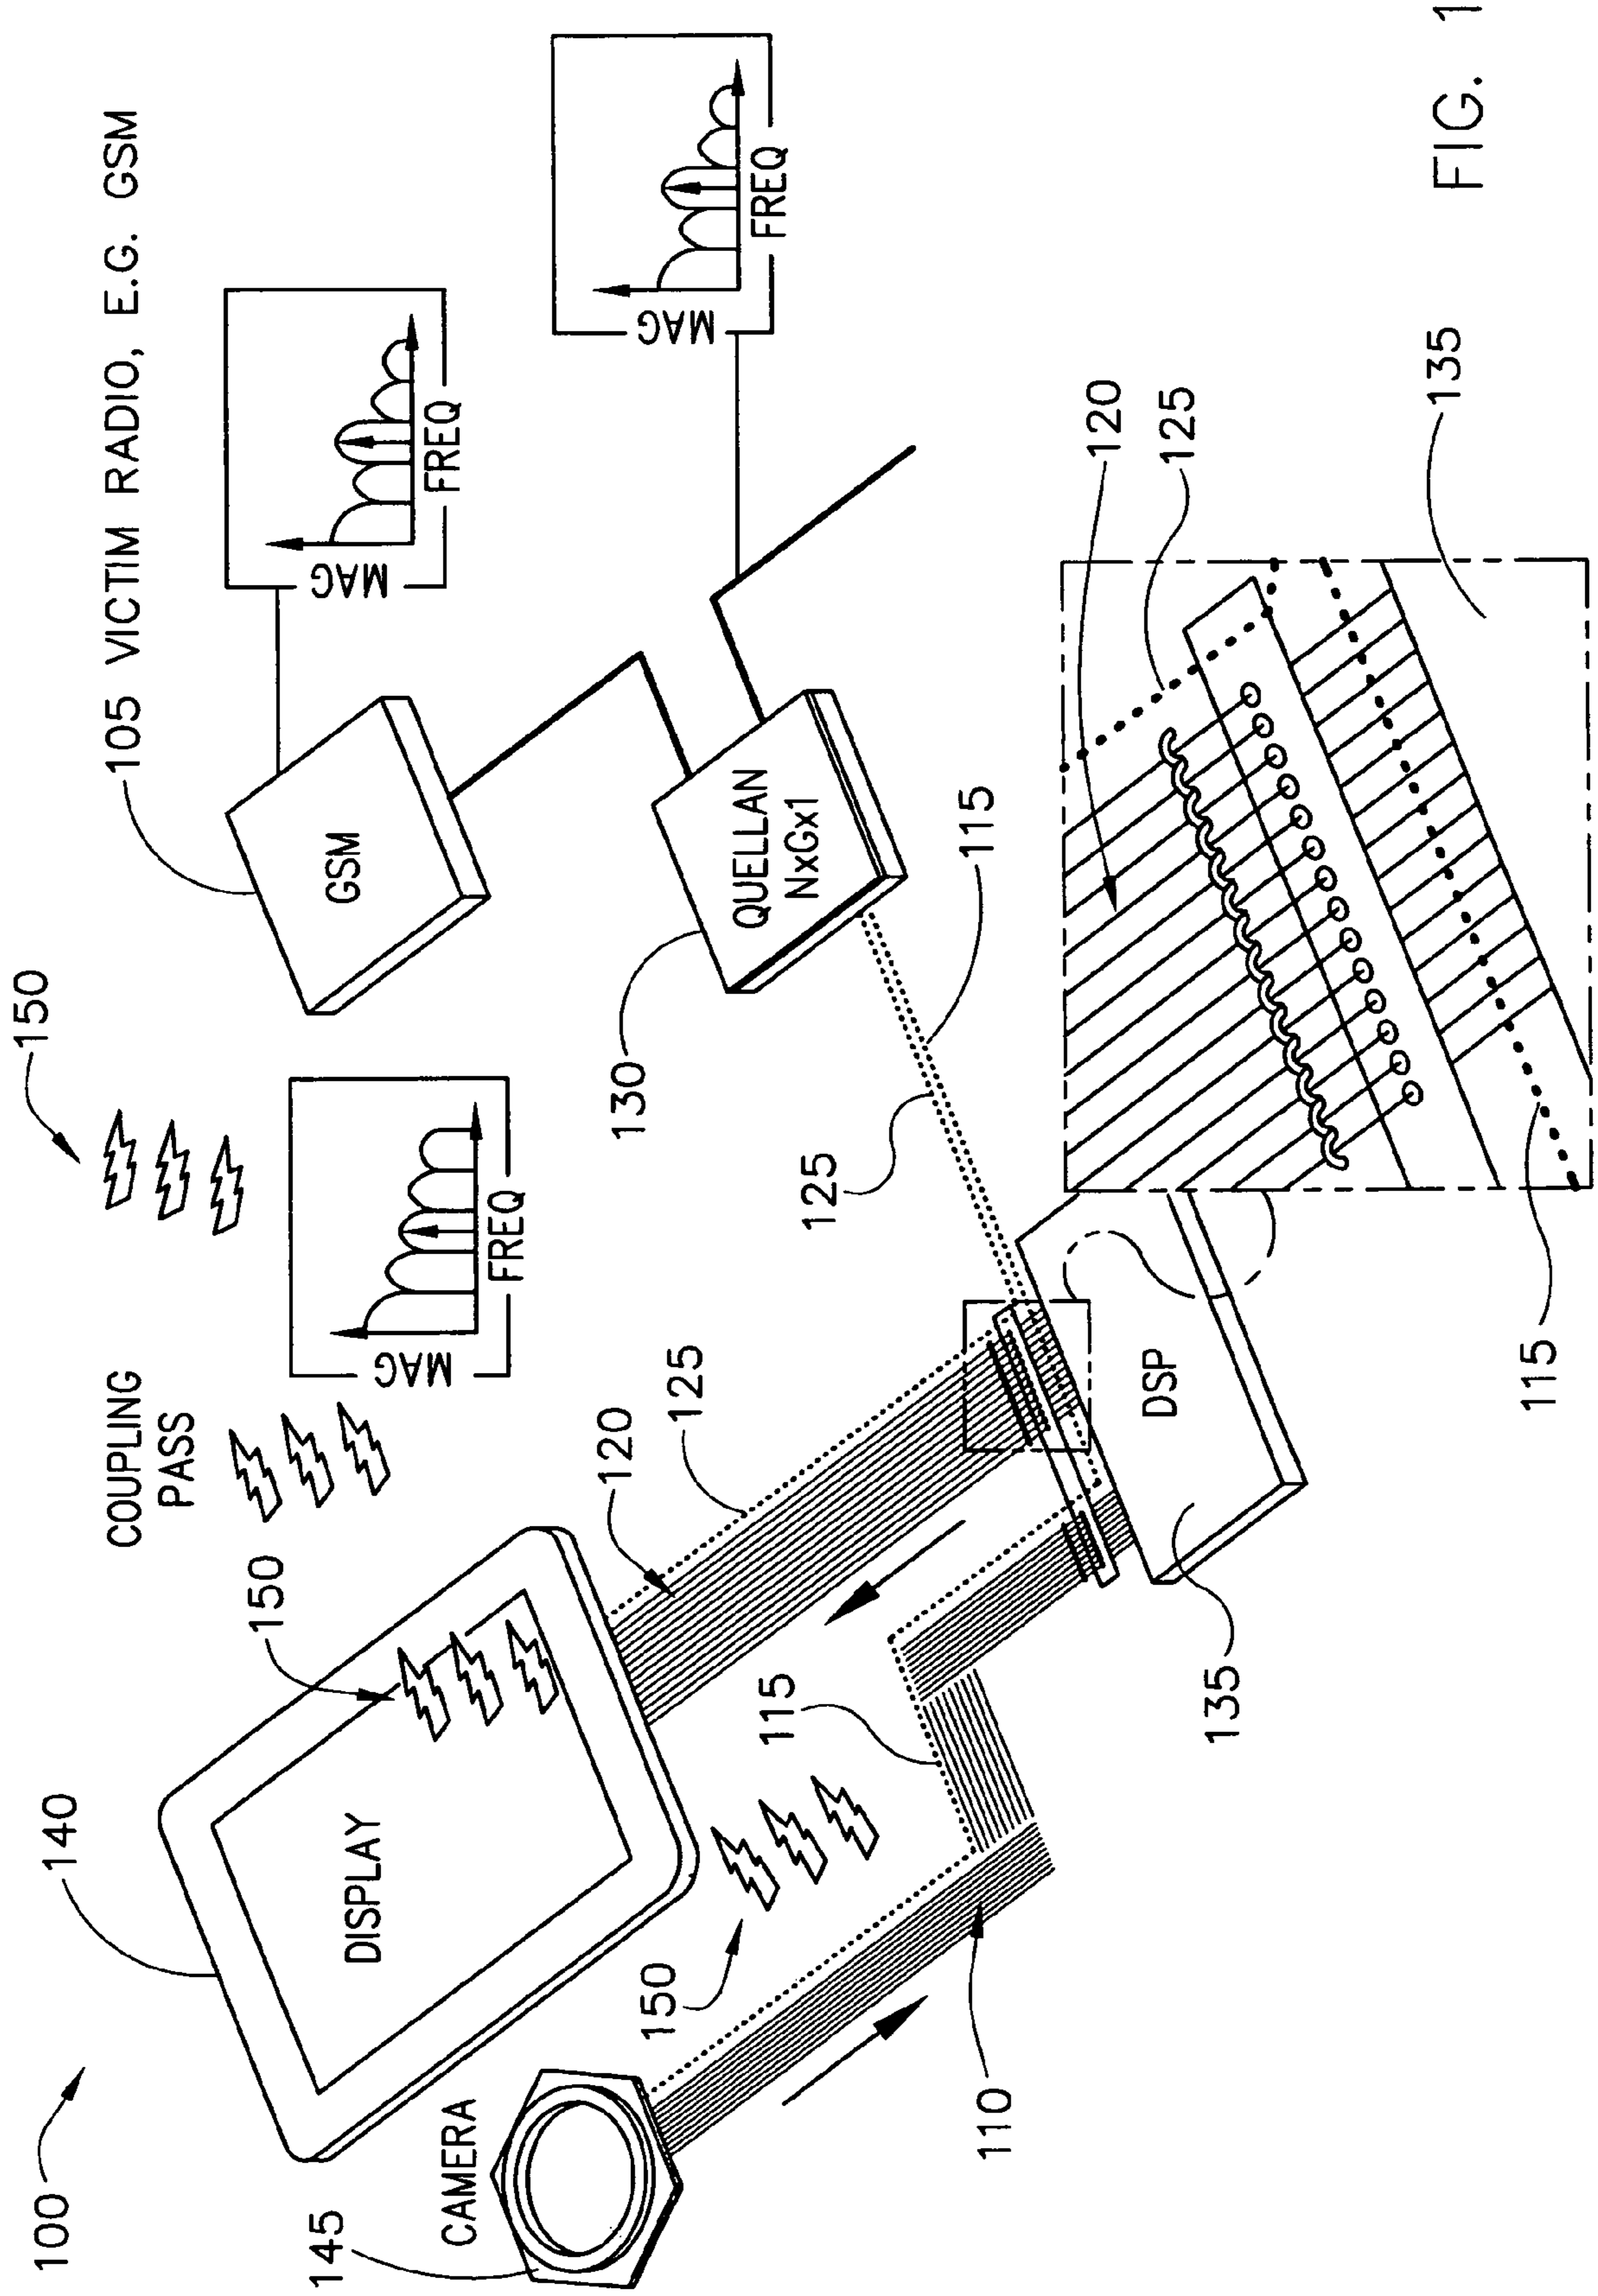 100
140
150
COUPLING
PASS
150
105 VICTIM RADIO, E.G. GSM
145
CAMERA
DISPLAY
MAG
FREQ
GSM
MAG
FREQ
150
115
120
125
130
QUELLAN
NxGx1
MAG
FREQ
110
125
115
135
DSP
120
125
115
135
FIG. 1